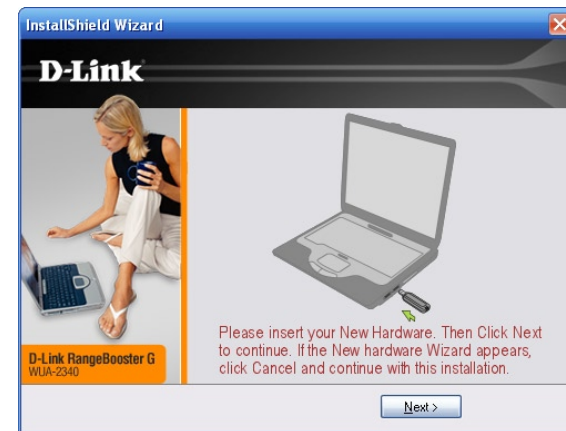 InstallShield Wizard
D-Link
Please insert your New Hardware. Then Click Next
to continue. If the New hardware Wizard appears,
click Cancel and continue with this installation.
D-Link RangeBooster G
WUA-2340
Next >